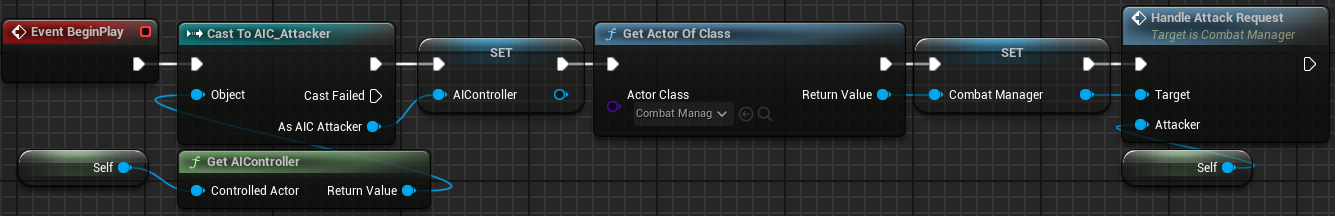 Event BeginPlay
Cast To AIC_Attacker
Object
Cast Failed
As AIC Attacker
SET
AIController
Get Actor Of Class
Actor Class
Combat Manag
Return Value
SET
Combat Manager
Handle Attack Request
Target is Combat Manager
Target
Attacker
Self
Get AIController
Controlled Actor
Return Value
Self